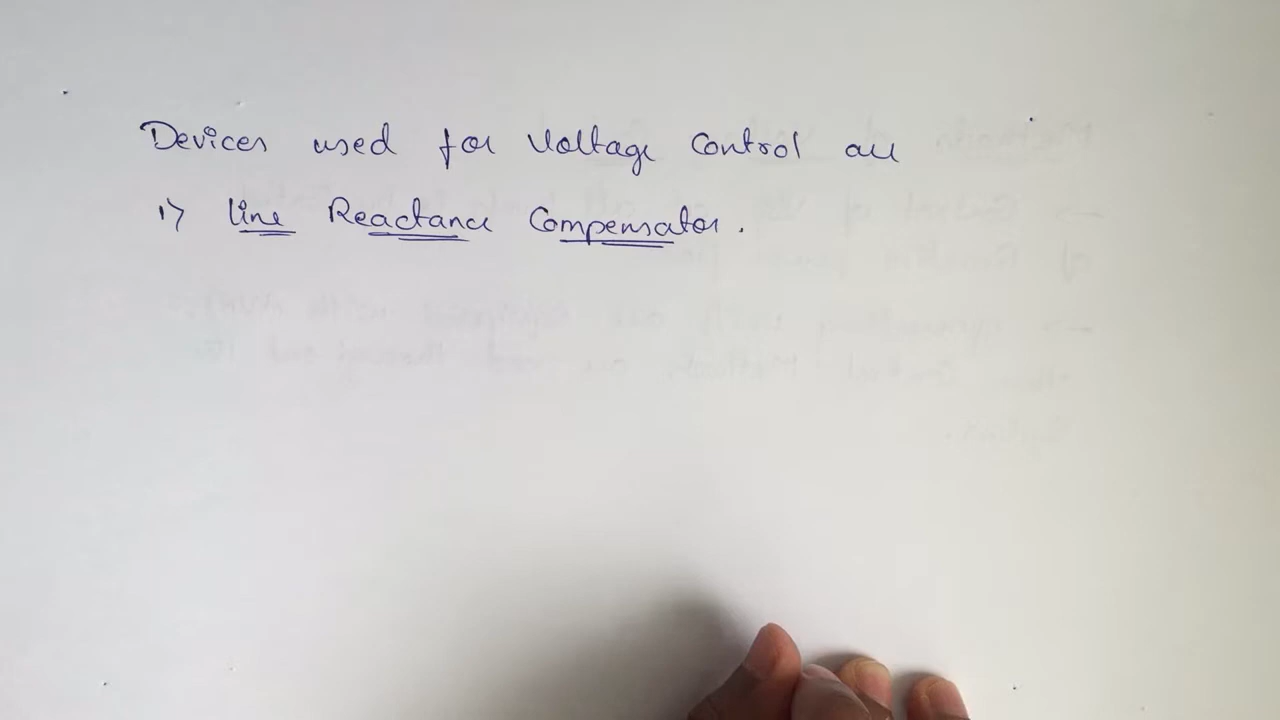 Devices used for Voltage Control are
1) Line Reactance Compensator.